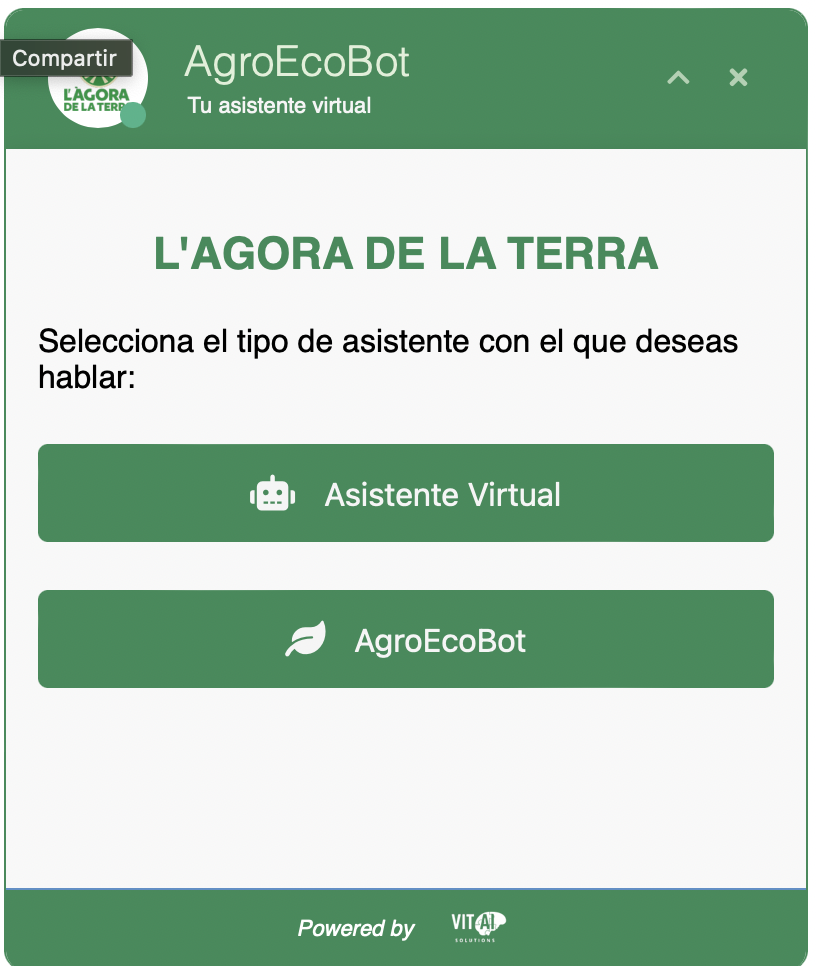 Compartir
AgroEcoBot
Tu asistente virtual
L'ÀGORA
DE LA TERRA
L'AGORA DE LA TERRA
Selecciona el tipo de asistente con el que deseas
hablar:
Asistente Virtual
AgroEcoBot
Powered by
VITAI
SOLUTIONS